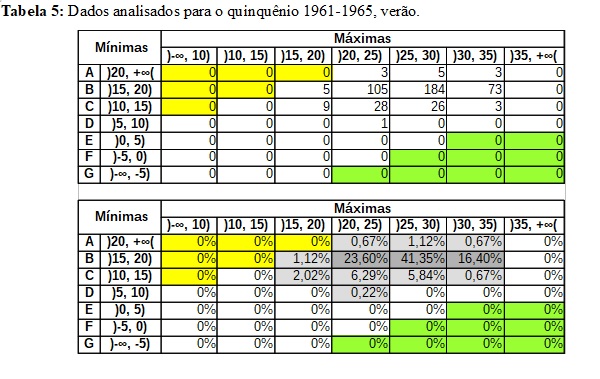 Tabela 5: Dados analisados para o quinquênio 1961-1965, verão.
Mínimas Máximas
)-∞, 10) )10, 15) )15, 20) )20, 25) )25, 30) )30, 35) )35, +∞(
A )20, +∞( 0 0 0 3 5 3 0
B )15, 20) 0 0 5 105 184 73 0
C )10, 15) 0 0 9 28 26 3 0
D )5, 10) 0 0 0 1 0 0 0
E )0, 5) 0 0 0 0 0 0 0
F )-5, 0) 0 0 0 0 0 0 0
G )-∞, -5) 0 0 0 0 0 0 0
Mínimas Máximas
)-∞, 10) )10, 15) )15, 20) )20, 25) )25, 30) )30, 35) )35, +∞(
A )20, +∞( 0% 0% 0% 0,67% 1,12% 0,67% 0%
B )15, 20) 0% 0% 1,12% 23,60% 41,35% 16,40% 0%
C )10, 15) 0% 0% 2,02% 6,29% 5,84% 0,67% 0%
D )5, 10) 0% 0% 0% 0,22% 0% 0% 0%
E )0, 5) 0% 0% 0% 0% 0% 0% 0%
F )-5, 0) 0% 0% 0% 0% 0% 0% 0%
G )-∞, -5) 0% 0% 0% 0% 0% 0% 0%